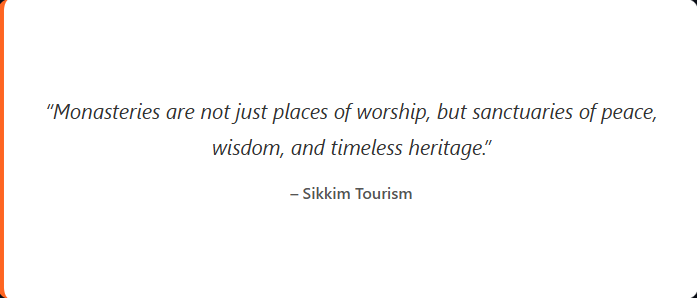 “Monasteries are not just places of worship, but sanctuaries of peace,
wisdom, and timeless heritage.”
– Sikkim Tourism